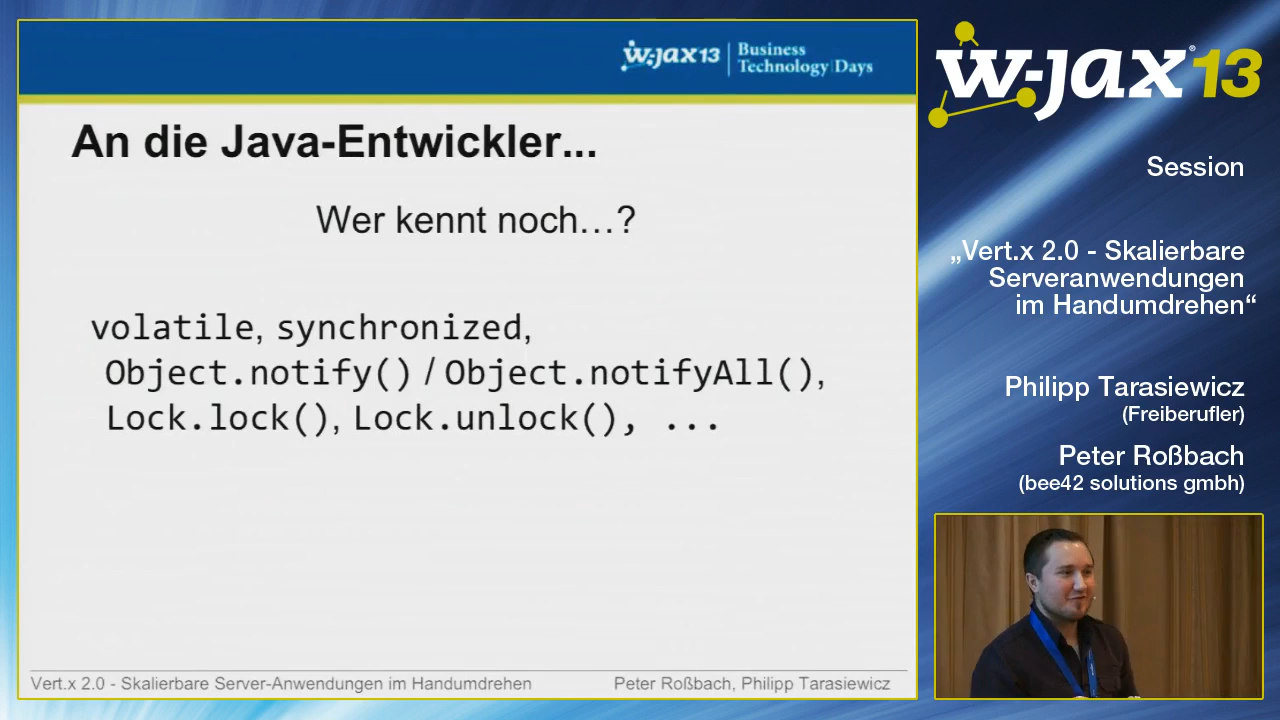 w-jax13 Business
Technology Days
An die Java-Entwickler...
Wer kennt noch…?
volatile, synchronized,
Object.notify() / Object.notifyAll(),
Lock.lock(), Lock.unlock(), ...
Vert.x 2.0 - Skalierbare Server-Anwendungen im Handumdrehen
Peter Roßbach, Philipp Tarasiewicz
w-jax®13
Session
„Vert.x 2.0 - Skalierbare
Serveranwendungen
im Handumdrehen“
Philipp Tarasiewicz
(Freiberufler)
Peter Roßbach
(bee42 solutions gmbh)